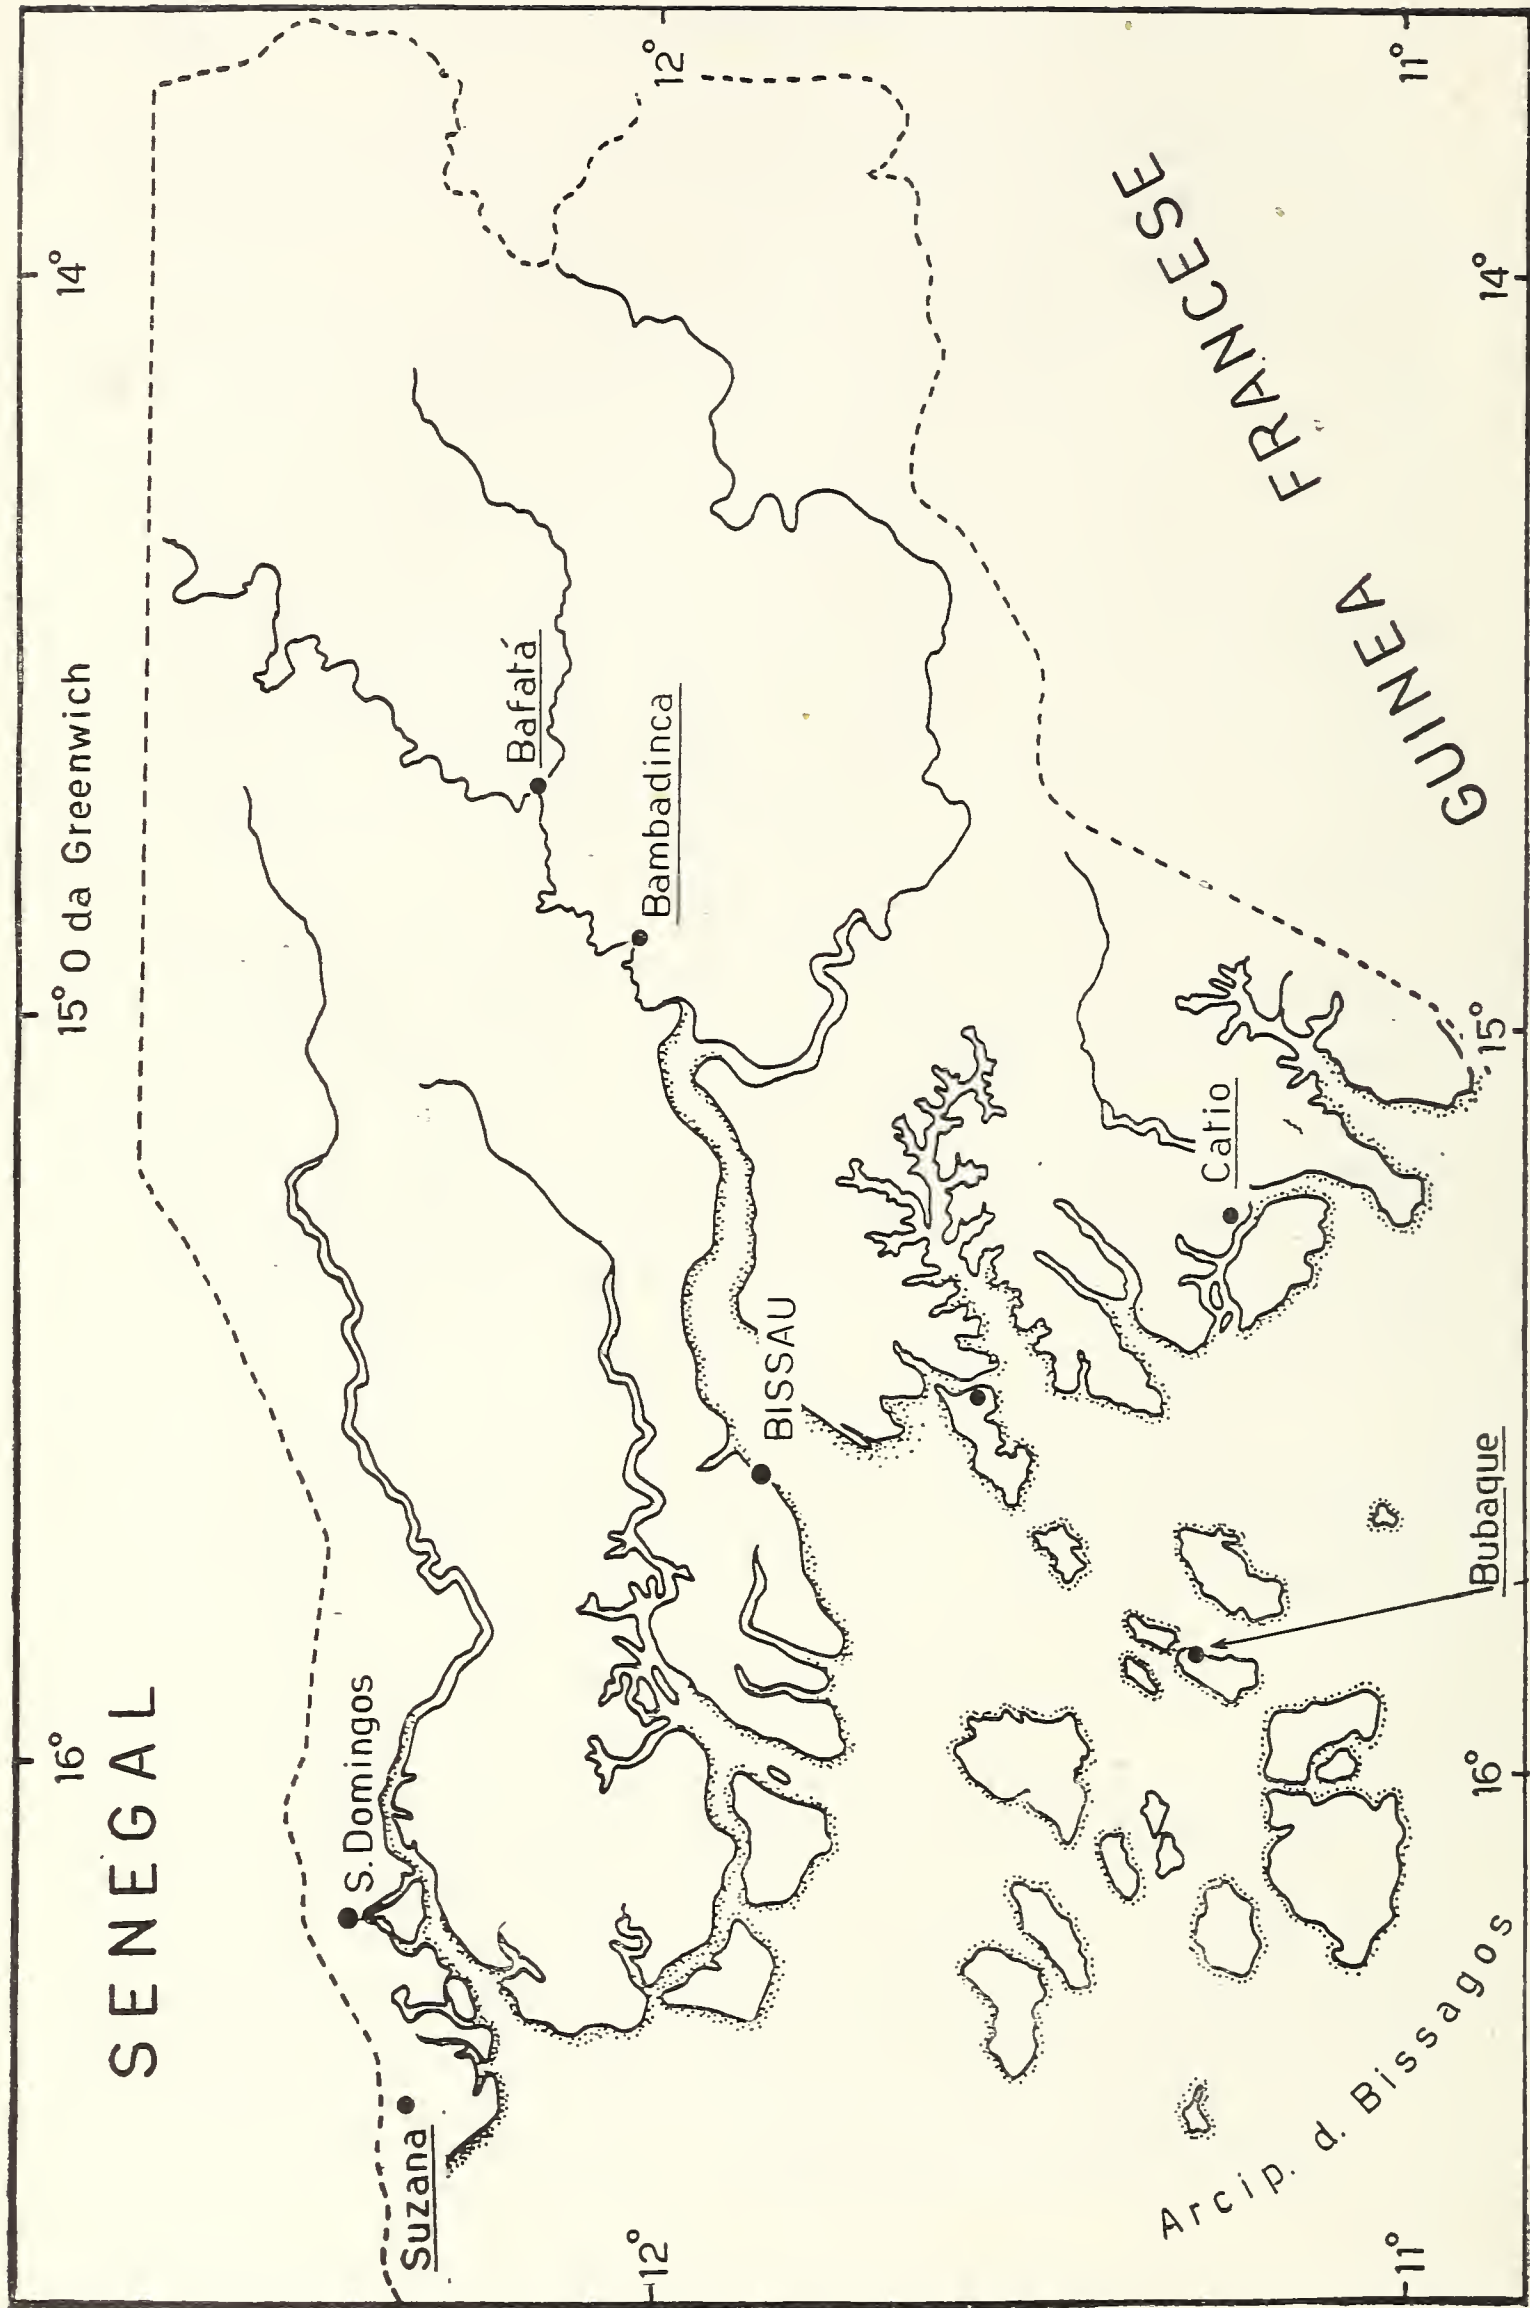 16°
15° O da Greenwich
14°
SENEGAL
S. Domingos
Suzana
Bafatá
Bambadinca
12°
12°
BISSAU
Catio
GUINEA FRANCESE
Bubaque
Arcip. d. Bissagos
11°
11°
16°
15°
14°